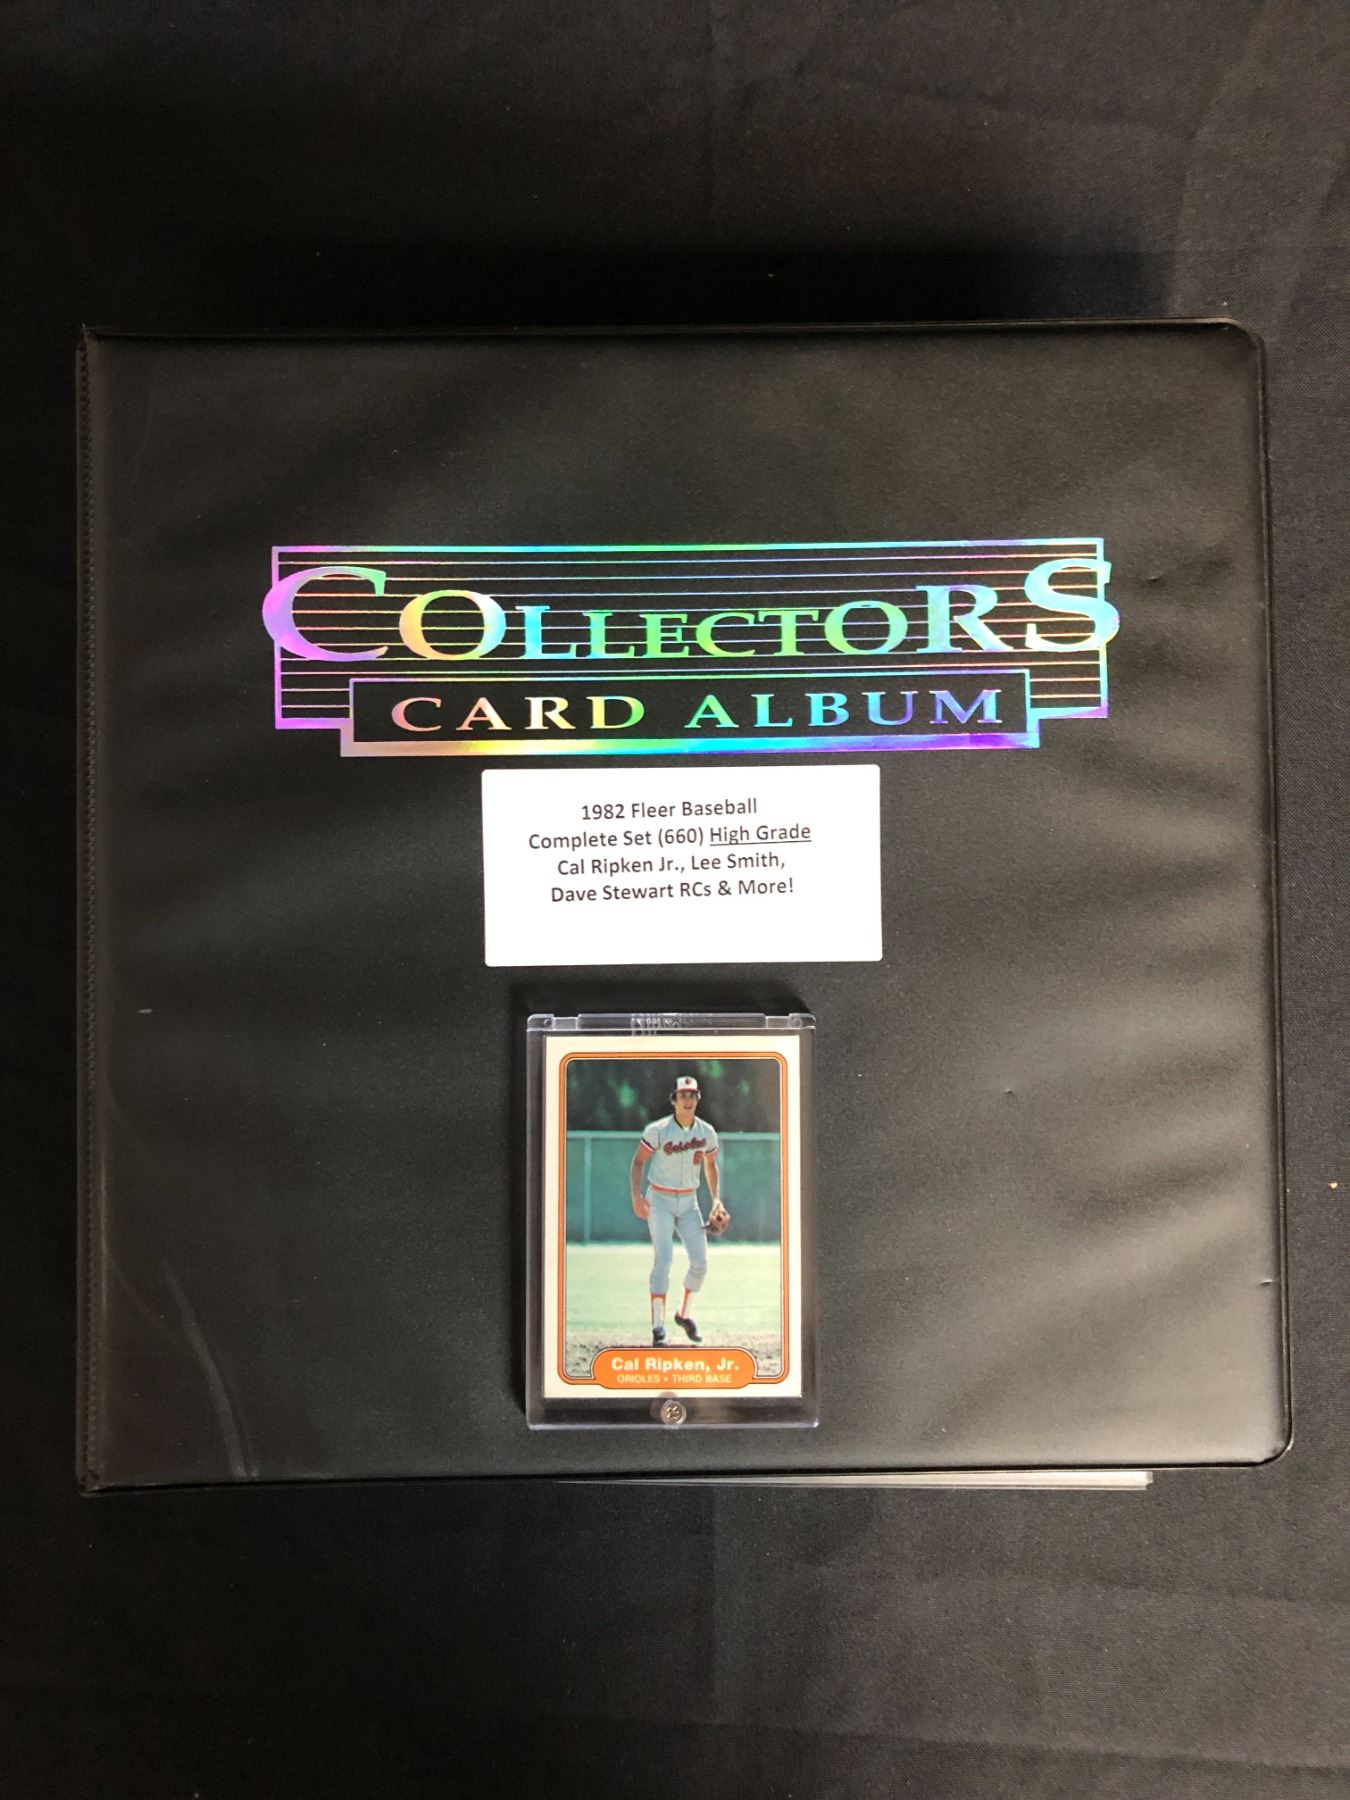 COLLECTORS
CARD ALBUM
1982 Fleer Baseball
Complete Set (660) High Grade
Cal Ripken Jr., Lee Smith,
Dave Stewart RCs & More!
Orioles
Cal Ripken, Jr.
ORIOLES • THIRD BASE